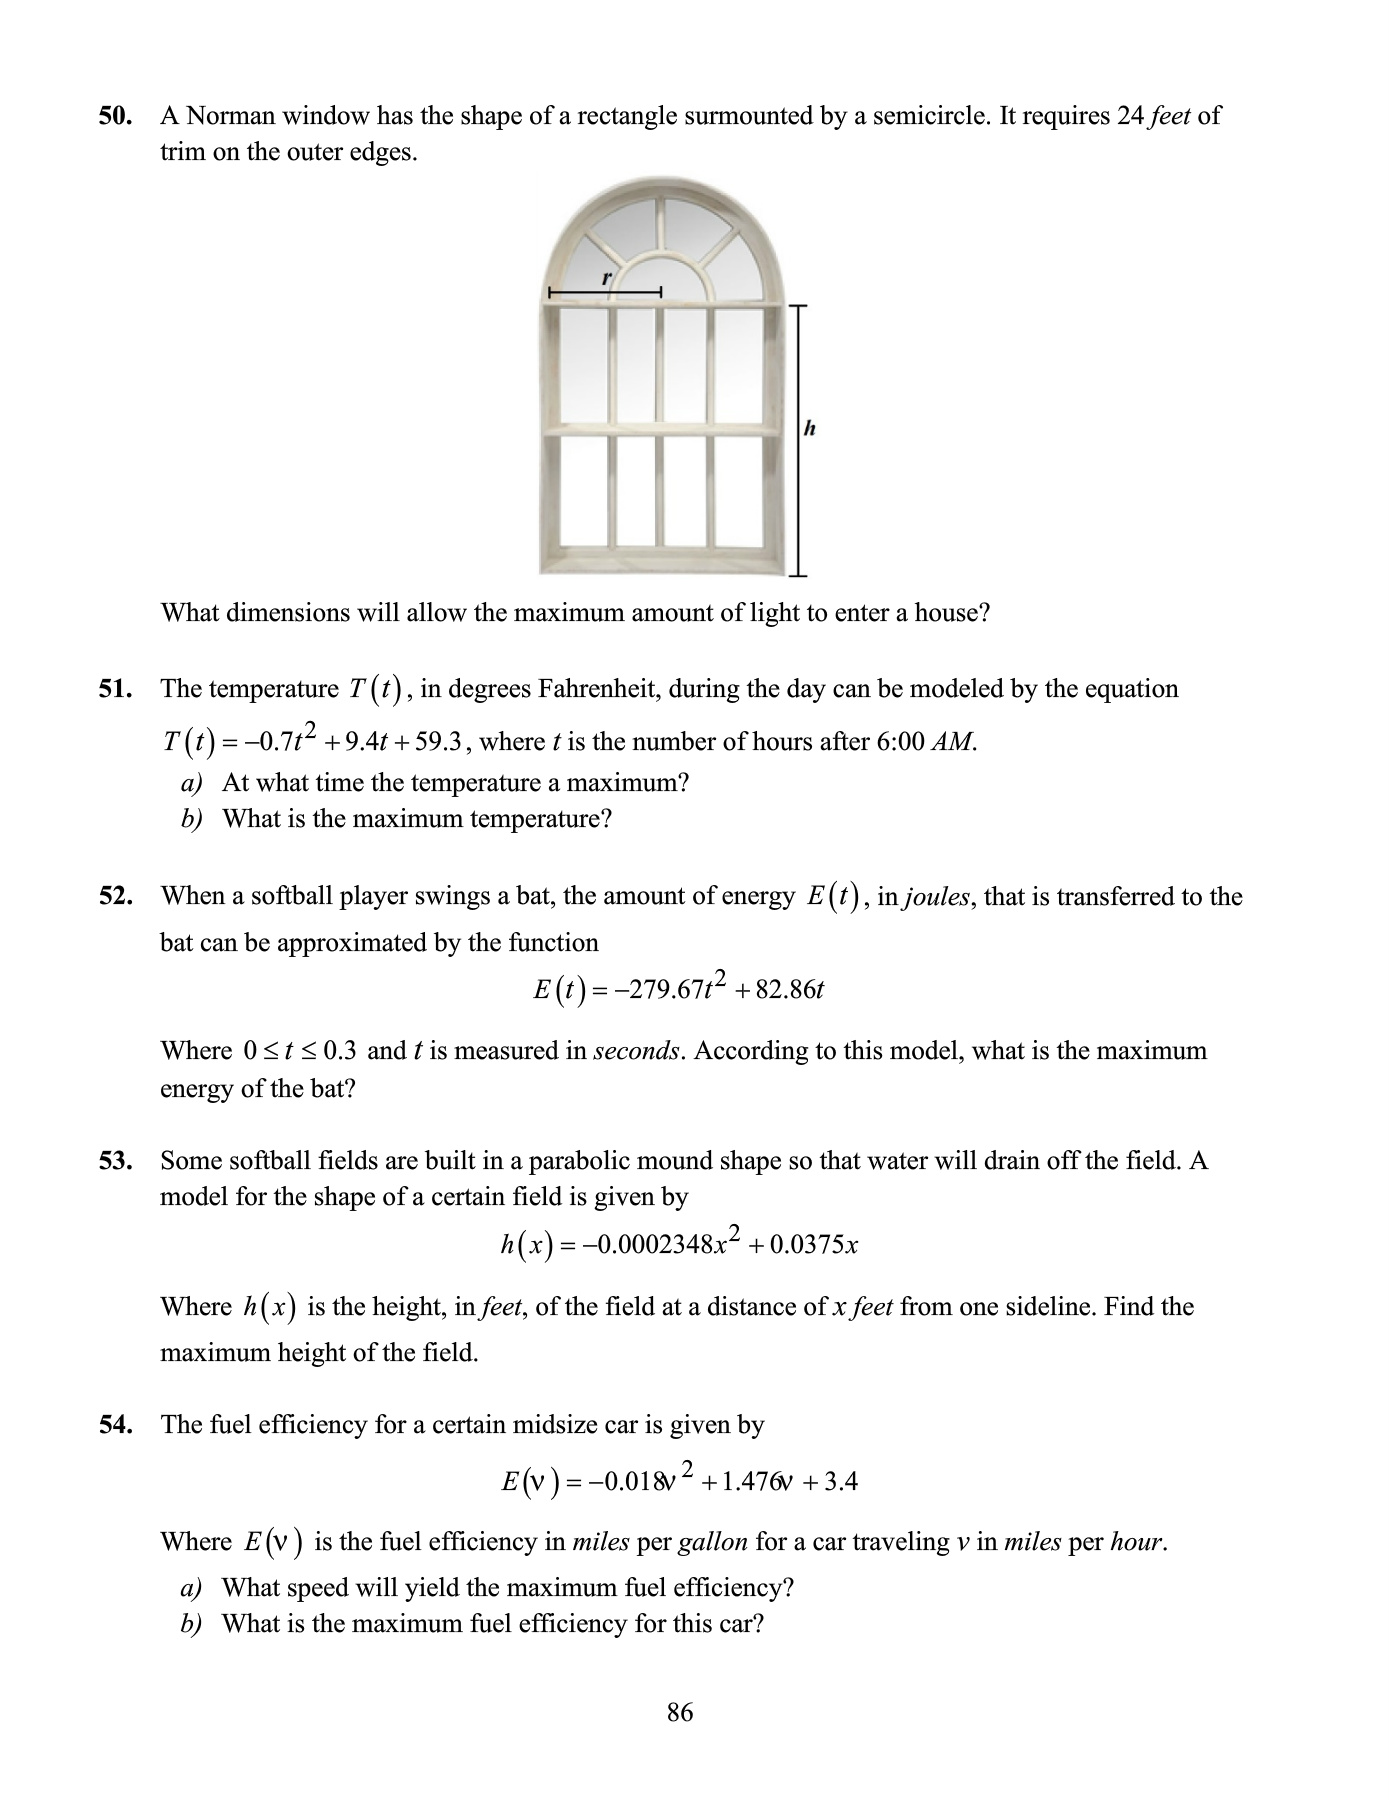 50. A Norman window has the shape of a rectangle surmounted by a semicircle. It requires 24 feet of
trim on the outer edges.
r
h
What dimensions will allow the maximum amount of light to enter a house?
51. The temperature T(t), in degrees Fahrenheit, during the day can be modeled by the equation
T(t) = −0.7t² + 9.4t + 59.3, where t is the number of hours after 6:00 AM.
a) At what time the temperature a maximum?
b) What is the maximum temperature?
52. When a softball player swings a bat, the amount of energy E(t), in joules, that is transferred to the
bat can be approximated by the function
E(t) = −279.67t² + 82.86t
Where 0 ≤ t ≤ 0.3 and t is measured in seconds. According to this model, what is the maximum
energy of the bat?
53. Some softball fields are built in a parabolic mound shape so that water will drain off the field. A
model for the shape of a certain field is given by
h(x) = −0.0002348x² + 0.0375x
Where h(x) is the height, in feet, of the field at a distance of x feet from one sideline. Find the
maximum height of the field.
54. The fuel efficiency for a certain midsize car is given by
E(ν) = −0.018ν² + 1.476ν + 3.4
Where E(ν) is the fuel efficiency in miles per gallon for a car traveling ν in miles per hour.
a) What speed will yield the maximum fuel efficiency?
b) What is the maximum fuel efficiency for this car?
86